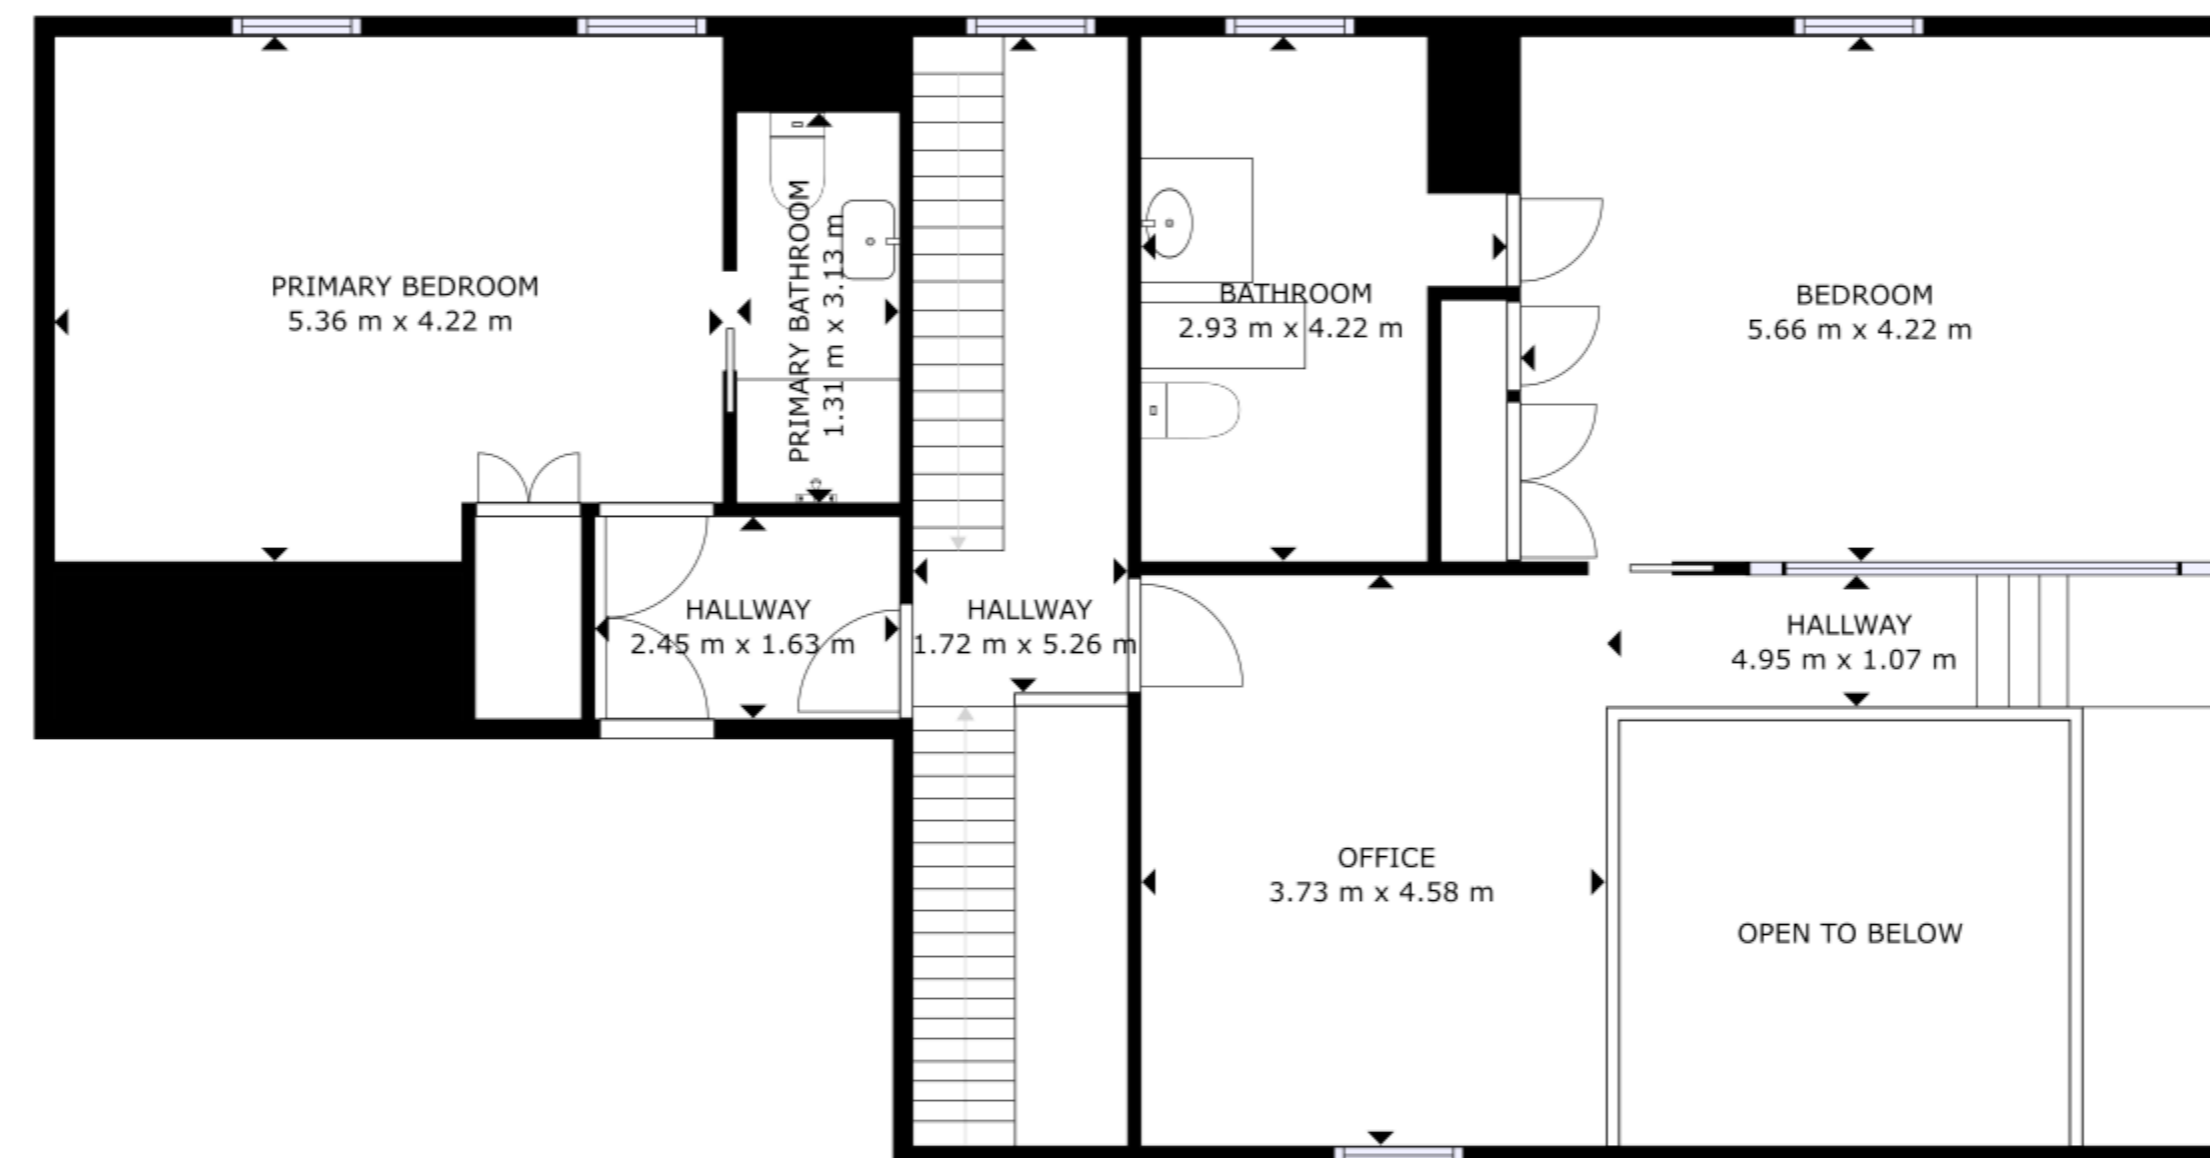 PRIMARY BEDROOM
5.36 m x 4.22 m
PRIMARY BATHROOM
1.31 m x 3.13 m
BATHROOM
2.93 m x 4.22 m
BEDROOM
5.66 m x 4.22 m
HALLWAY
2.45 m x 1.63 m
HALLWAY
1.72 m x 5.26 m
HALLWAY
4.95 m x 1.07 m
OFFICE
3.73 m x 4.58 m
OPEN TO BELOW